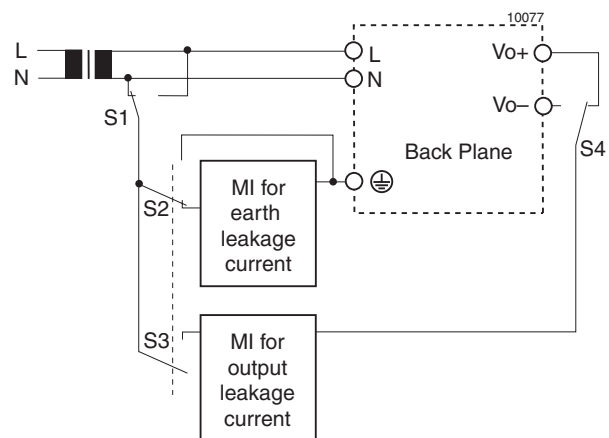 10077
L
N
L
N
Vo+
Vo–
S1
S4
Back Plane
S2
MI for
earth
leakage
current
S3
MI for
output
leakage
current